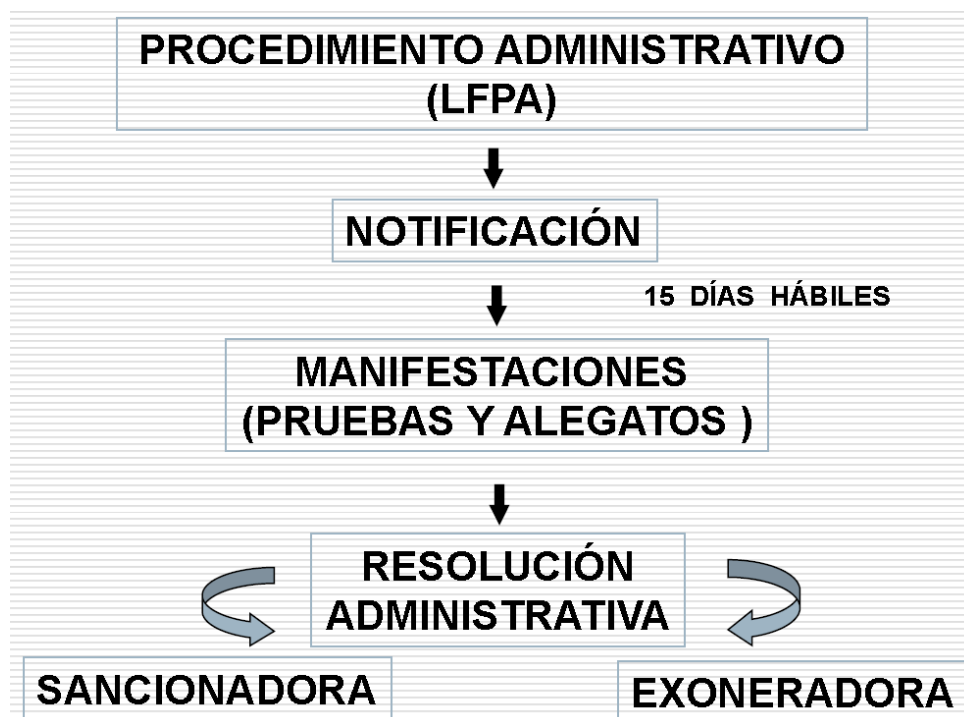 PROCEDIMIENTO ADMINISTRATIVO
(LFPA)
NOTIFICACIÓN
15 DÍAS HÁBILES
MANIFESTACIONES
(PRUEBAS Y ALEGATOS )
RESOLUCIÓN
ADMINISTRATIVA
SANCIONADORA
EXONERADORA